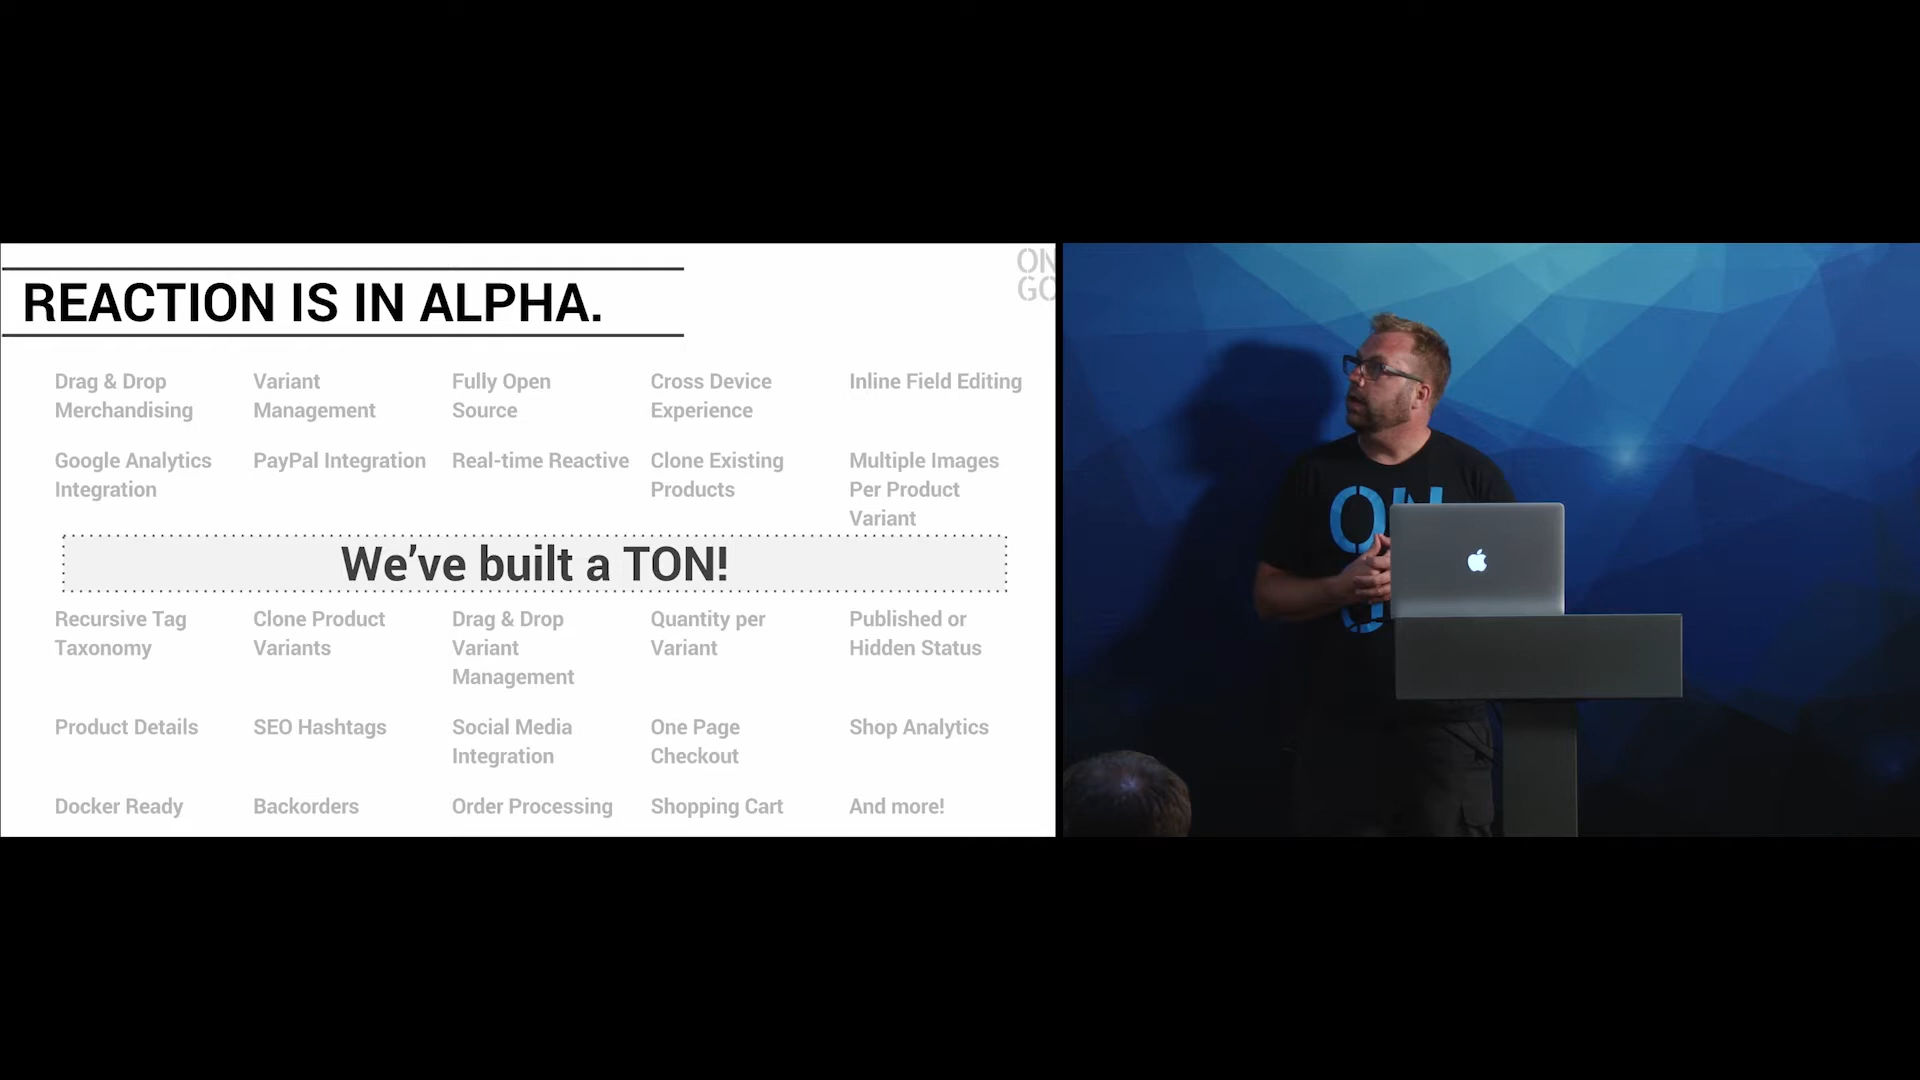 REACTION IS IN ALPHA.
ON
GO
Drag & Drop
Merchandising
Variant
Management
Fully Open
Source
Cross Device
Experience
Inline Field Editing
Google Analytics
Integration
PayPal Integration
Real-time Reactive
Clone Existing
Products
Multiple Images
Per Product
Variant
We've built a TON!
Recursive Tag
Taxonomy
Clone Product
Variants
Drag & Drop
Variant
Management
Quantity per
Variant
Published or
Hidden Status
Product Details
SEO Hashtags
Social Media
Integration
One Page
Checkout
Shop Analytics
Docker Ready
Backorders
Order Processing
Shopping Cart
And more!
ON